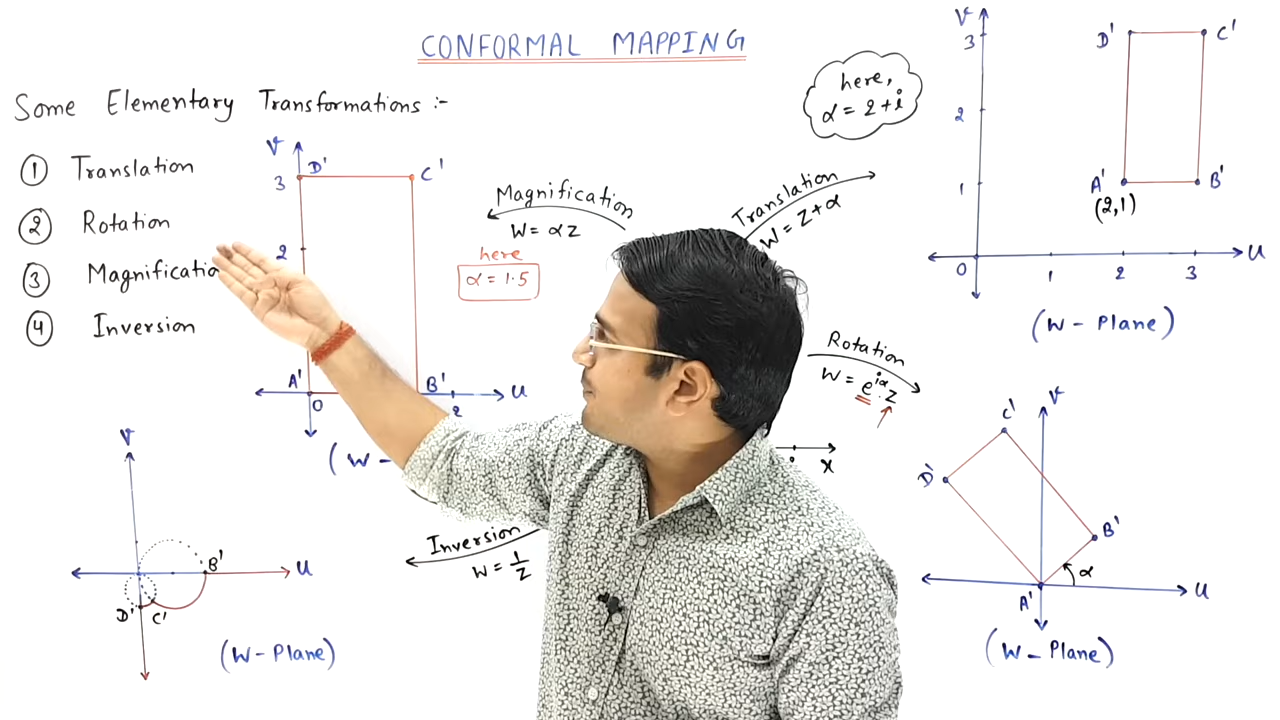 CONFORMAL MAPPING
Some Elementary Transformations :-
① Translation
② Rotation
③ Magnificatio
④ Inversion
V
D'
C'
3
2
A'
0
B'
2
U
(W-
Magnification
W = αz
here
α = 1.5
Translation
W = Z + α
here,
α = 2 + i
V
3
D'
C'
2
1
A'
B'
(2,1)
0
1
2
3
U
(W - Plane)
Rotation
W = e^{iα}.Z
X
V
C'
D'
B'
α
A'
U
(W - Plane)
Inversion
W = 1/Z
V
B'
U
D'
C'
(W - Plane)